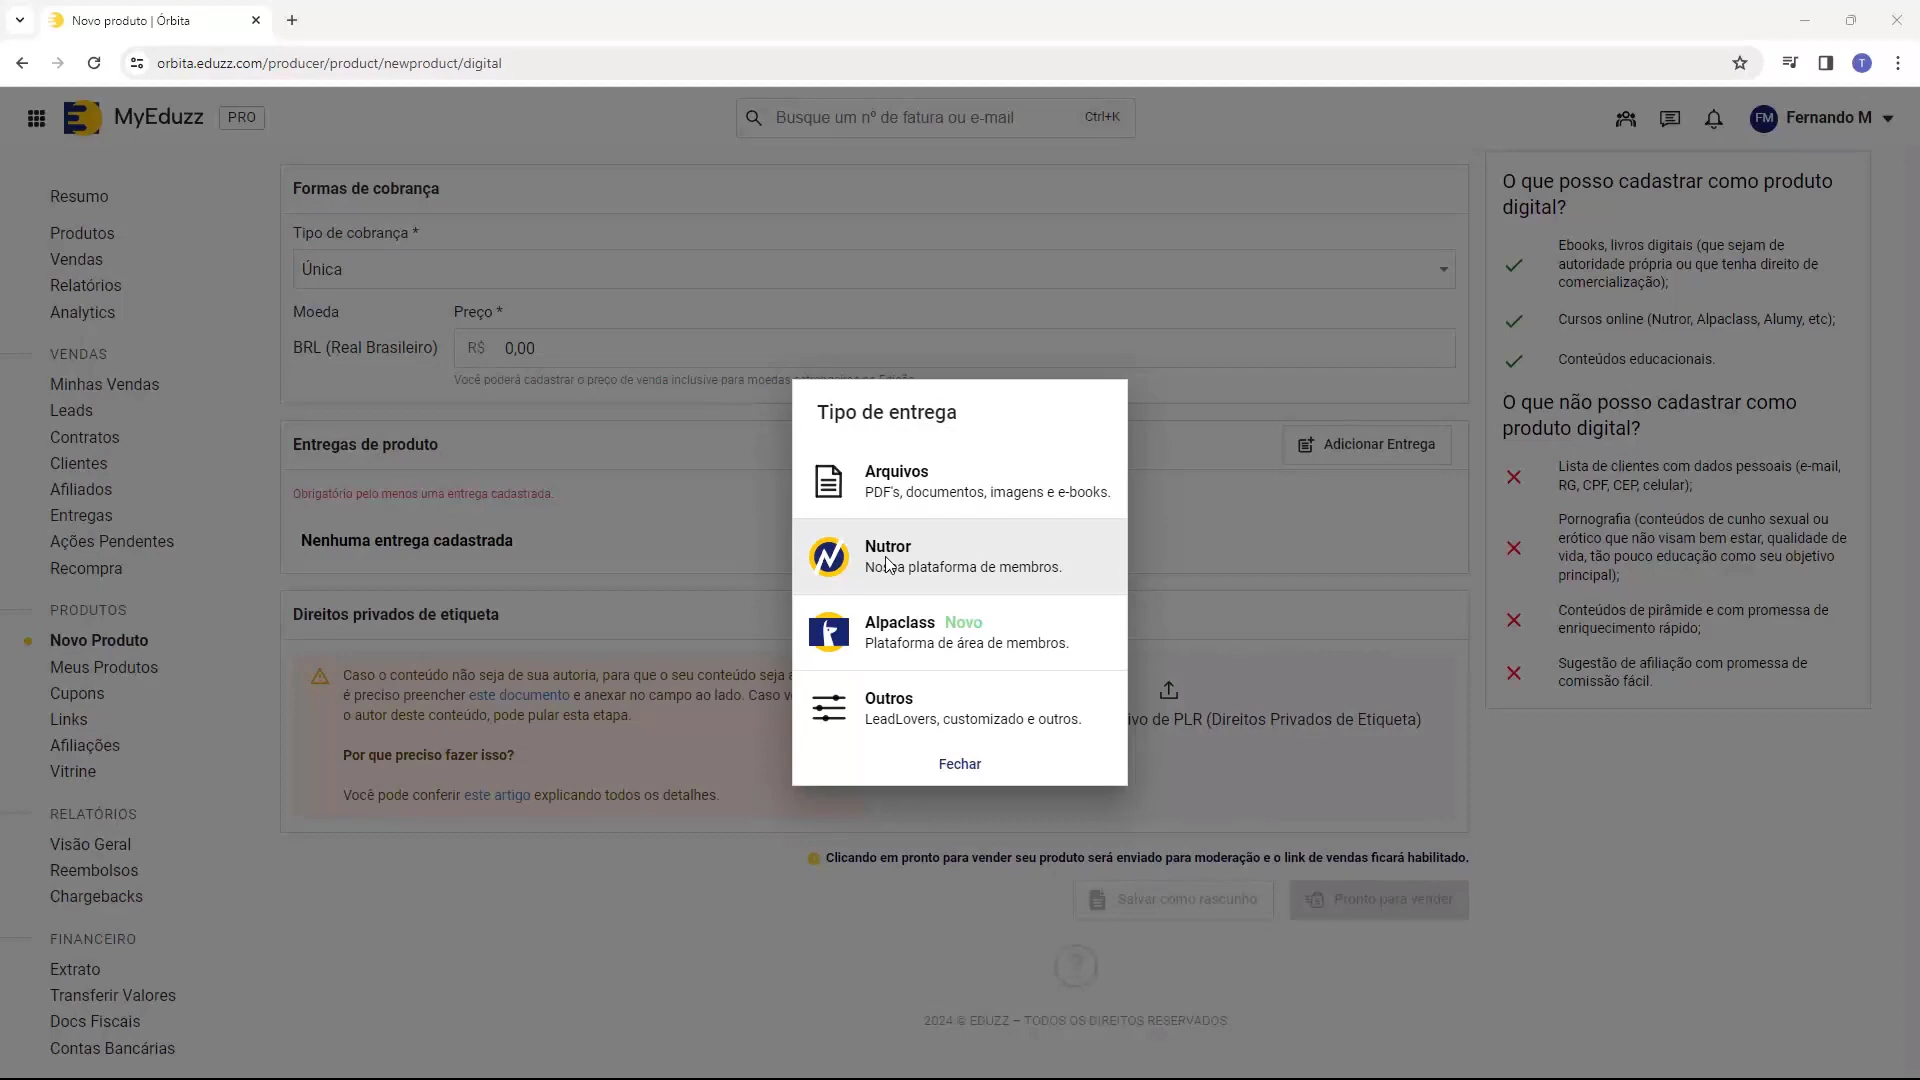 Novo produto | Órbita
orbita.eduzz.com/producer/product/newproduct/digital
T
MyEduzz PRO
Busque um nº de fatura ou e-mail Ctrl+K
FM Fernando M
Resumo
Produtos
Vendas
Relatórios
Analytics
VENDAS
Minhas Vendas
Leads
Contratos
Clientes
Afiliados
Entregas
Ações Pendentes
Recompra
PRODUTOS
Novo Produto
Meus Produtos
Cupons
Links
Afiliações
Vitrine
RELATÓRIOS
Visão Geral
Reembolsos
Chargebacks
FINANCEIRO
Extrato
Transferir Valores
Docs Fiscais
Contas Bancárias
Formas de cobrança
Tipo de cobrança *
Única
Moeda Preço *
BRL (Real Brasileiro) R$ 0,00
Você poderá cadastrar o preço de venda inclusive para moedas
Entregas de produto
Adicionar Entrega
Obrigatório pelo menos uma entrega cadastrada.
Nenhuma entrega cadastrada
Direitos privados de etiqueta
Caso o conteúdo não seja de sua autoria, para que o seu conteúdo seja
é preciso preencher este documento e anexar no campo ao lado. Caso
o autor deste conteúdo, pode pular esta etapa.
Por que preciso fazer isso?
Você pode conferir este artigo explicando todos os detalhes.
ivo de PLR (Direitos Privados de Etiqueta)
Tipo de entrega
Arquivos
PDF's, documentos, imagens e e-books.
Nutror
Nossa plataforma de membros.
Alpaclass Novo
Plataforma de área de membros.
Outros
LeadLovers, customizado e outros.
Fechar
Clicando em pronto para vender seu produto será enviado para moderação e o link de vendas ficará habilitado.
Salvar como rascunho
Pronto para vender
?
2024 © EDUZZ – TODOS OS DIREITOS RESERVADOS
O que posso cadastrar como produto
digital?
Ebooks, livros digitais (que sejam de
autoridade própria ou que tenha direito de
comercialização);
Cursos online (Nutror, Alpaclass, Alumy, etc);
Conteúdos educacionais.
O que não posso cadastrar como
produto digital?
Lista de clientes com dados pessoais (e-mail,
RG, CPF, CEP, celular);
Pornografia (conteúdos de cunho sexual ou
erótico que não visam bem estar, qualidade de
vida, tão pouco educação como seu objetivo
principal);
Conteúdos de pirâmide e com promessa de
enriquecimento rápido;
Sugestão de afiliação com promessa de
comissão fácil.